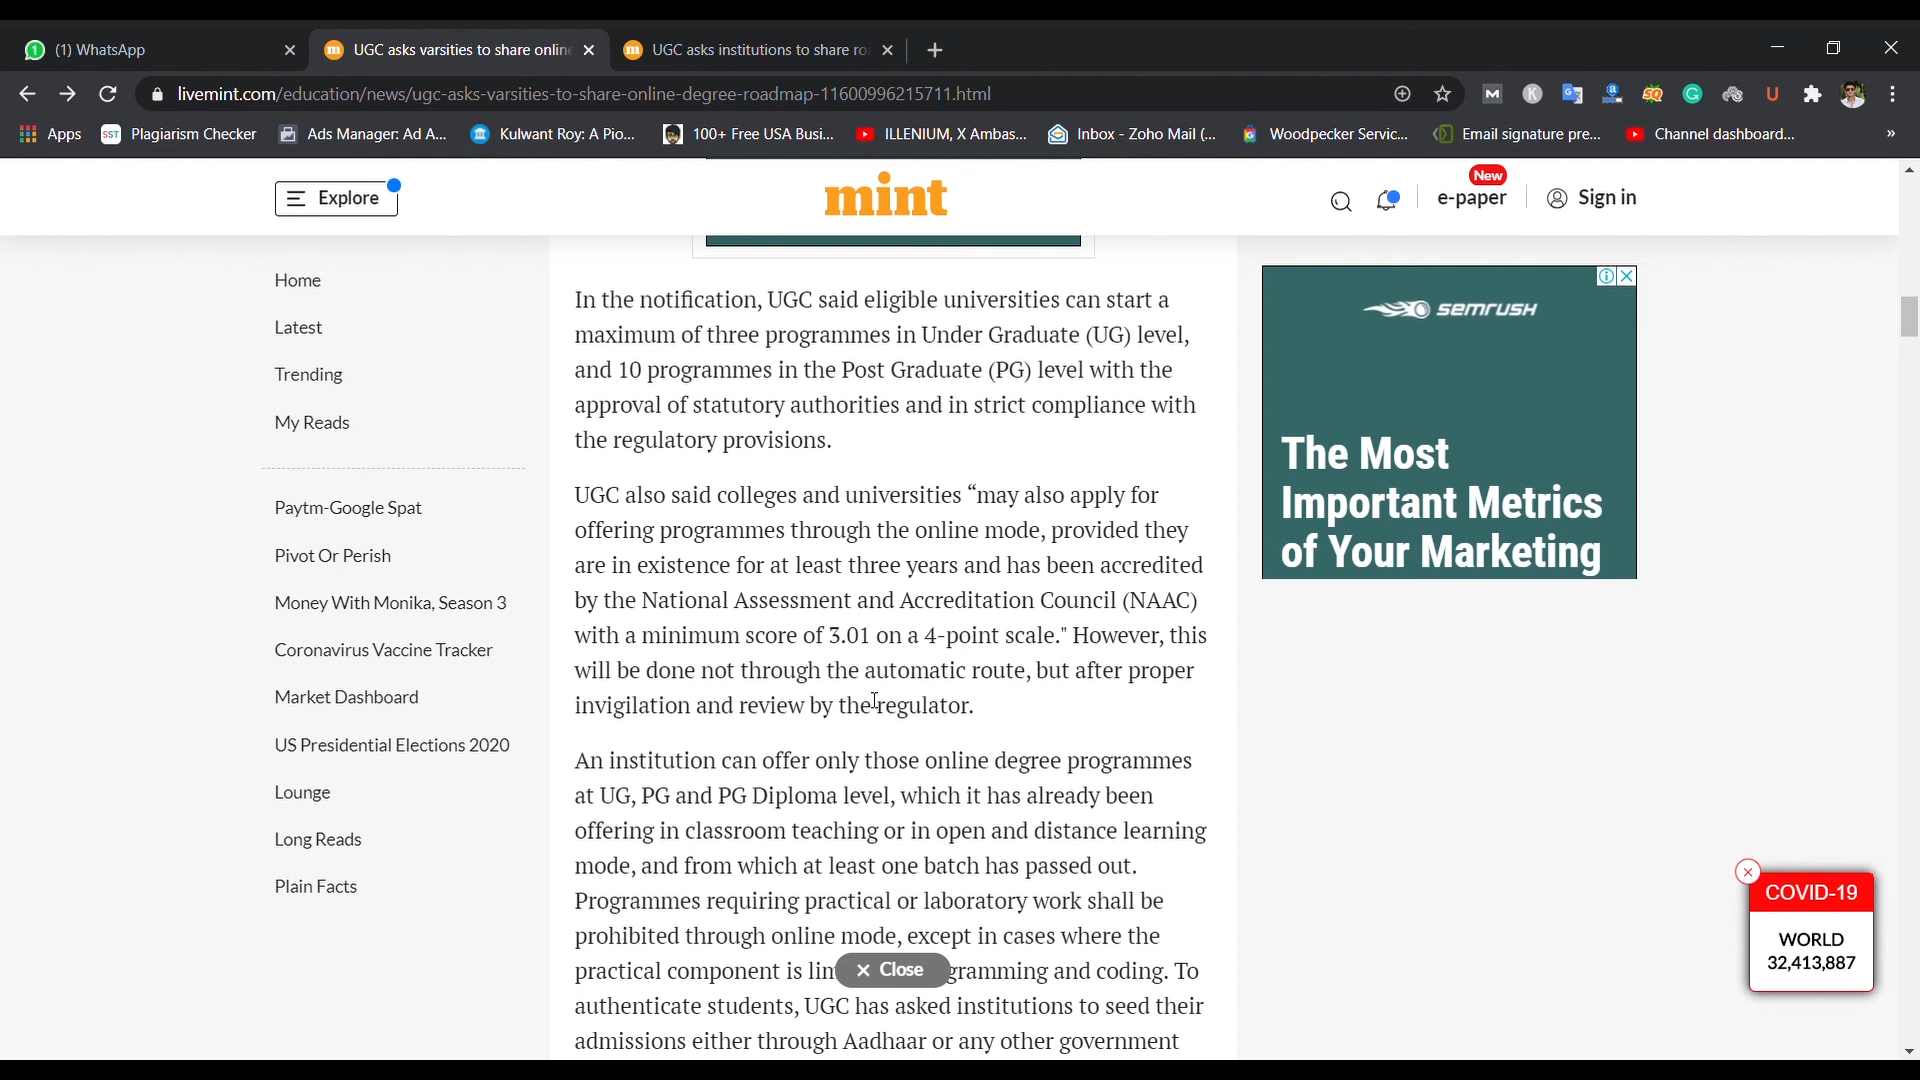 (1) WhatsApp
UGC asks varsities to share onlin
UGC asks institutions to share ro
livemint.com/education/news/ugc-asks-varsities-to-share-online-degree-roadmap-11600996215711.html
Apps
SST Plagiarism Checker
Ads Manager: Ad A...
Kulwant Roy: A Pio...
100+ Free USA Busi...
ILLENIUM, X Ambas...
Inbox - Zoho Mail (...
Woodpecker Servic...
Email signature pre...
Channel dashboard...
»
Explore
mint
New
e-paper
Sign in
Home
Latest
Trending
My Reads
Paytm-Google Spat
Pivot Or Perish
Money With Monika, Season 3
Coronavirus Vaccine Tracker
Market Dashboard
US Presidential Elections 2020
Lounge
Long Reads
Plain Facts
In the notification, UGC said eligible universities can start a
maximum of three programmes in Under Graduate (UG) level,
and 10 programmes in the Post Graduate (PG) level with the
approval of statutory authorities and in strict compliance with
the regulatory provisions.
UGC also said colleges and universities “may also apply for
offering programmes through the online mode, provided they
are in existence for at least three years and has been accredited
by the National Assessment and Accreditation Council (NAAC)
with a minimum score of 3.01 on a 4-point scale." However, this
will be done not through the automatic route, but after proper
invigilation and review by the regulator.
An institution can offer only those online degree programmes
at UG, PG and PG Diploma level, which it has already been
offering in classroom teaching or in open and distance learning
mode, and from which at least one batch has passed out.
Programmes requiring practical or laboratory work shall be
prohibited through online mode, except in cases where the
practical component is lim gramming and coding. To
Close
authenticate students, UGC has asked institutions to seed their
admissions either through Aadhaar or any other government
semrush
The Most
Important Metrics
of Your Marketing
COVID-19
WORLD
32,413,887